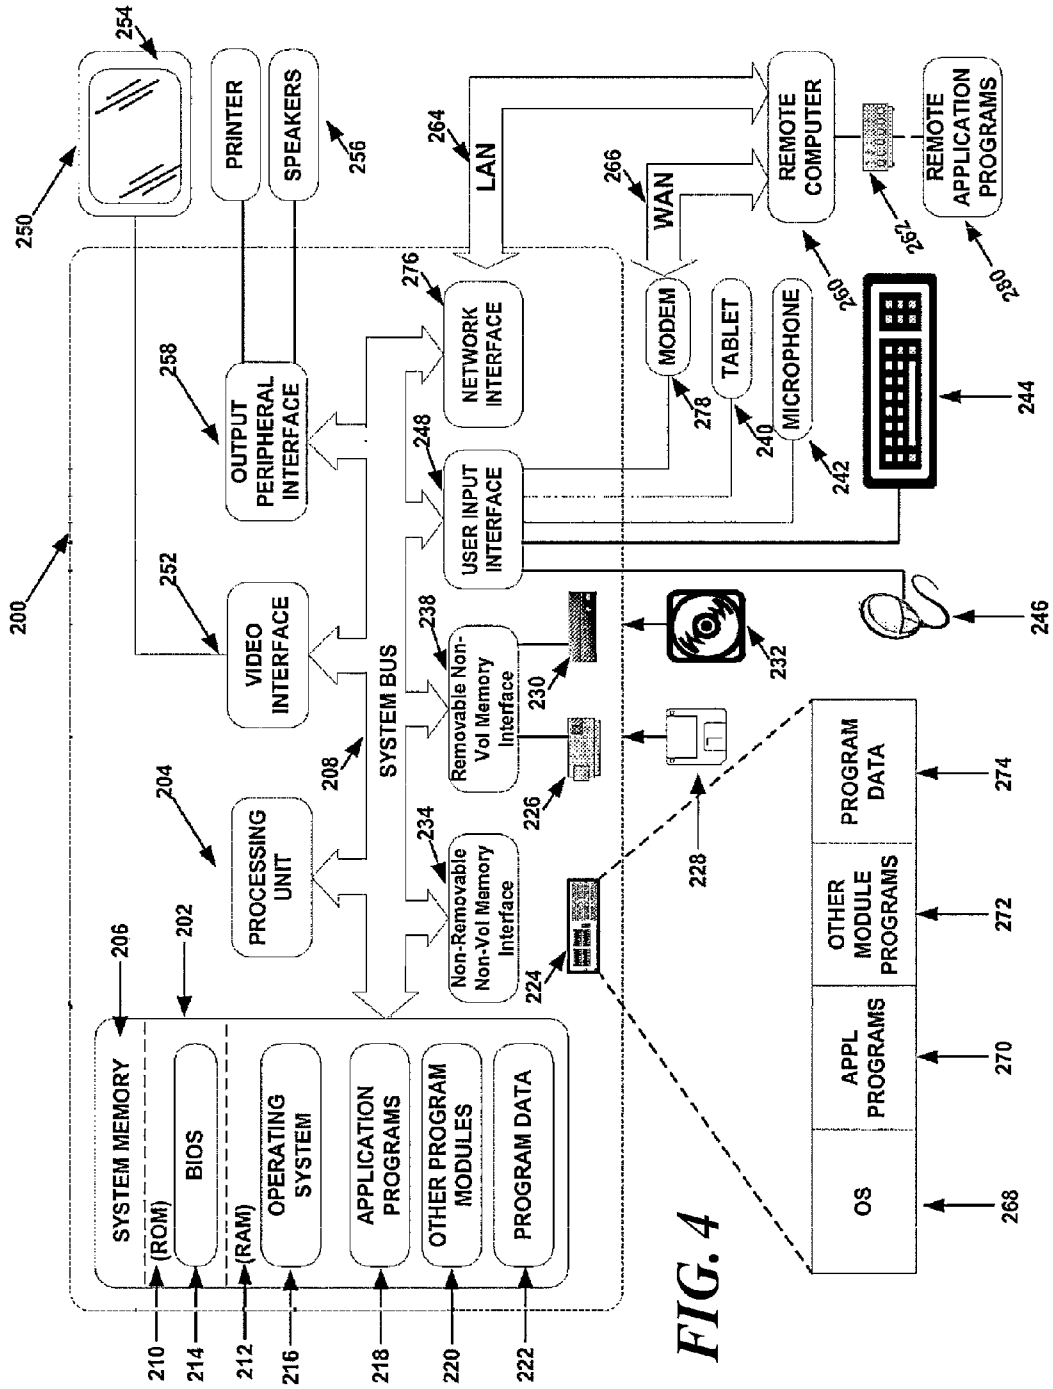 200
250
254
PRINTER
SPEAKERS
256
SYSTEM MEMORY
206
202
210
(ROM)
214
BIOS
212
(RAM)
216
OPERATING
SYSTEM
218
APPLICATION
PROGRAMS
220
OTHER PROGRAM
MODULES
222
PROGRAM DATA
204
PROCESSING
UNIT
252
VIDEO
INTERFACE
258
OUTPUT
PERIPHERAL
INTERFACE
208
SYSTEM BUS
234
Non-Removable
Non-Vol Memory
Interface
238
Removable Non-
Vol Memory
Interface
248
USER INPUT
INTERFACE
276
NETWORK
INTERFACE
264
LAN
266
WAN
224
226
230
228
232
MODEM
278
TABLET
240
MICROPHONE
242
REMOTE
COMPUTER
260
262
REMOTE
APPLICATION
PROGRAMS
280
246
244
OS
APPL
PROGRAMS
OTHER
MODULE
PROGRAMS
PROGRAM
DATA
268
270
272
274
FIG. 4